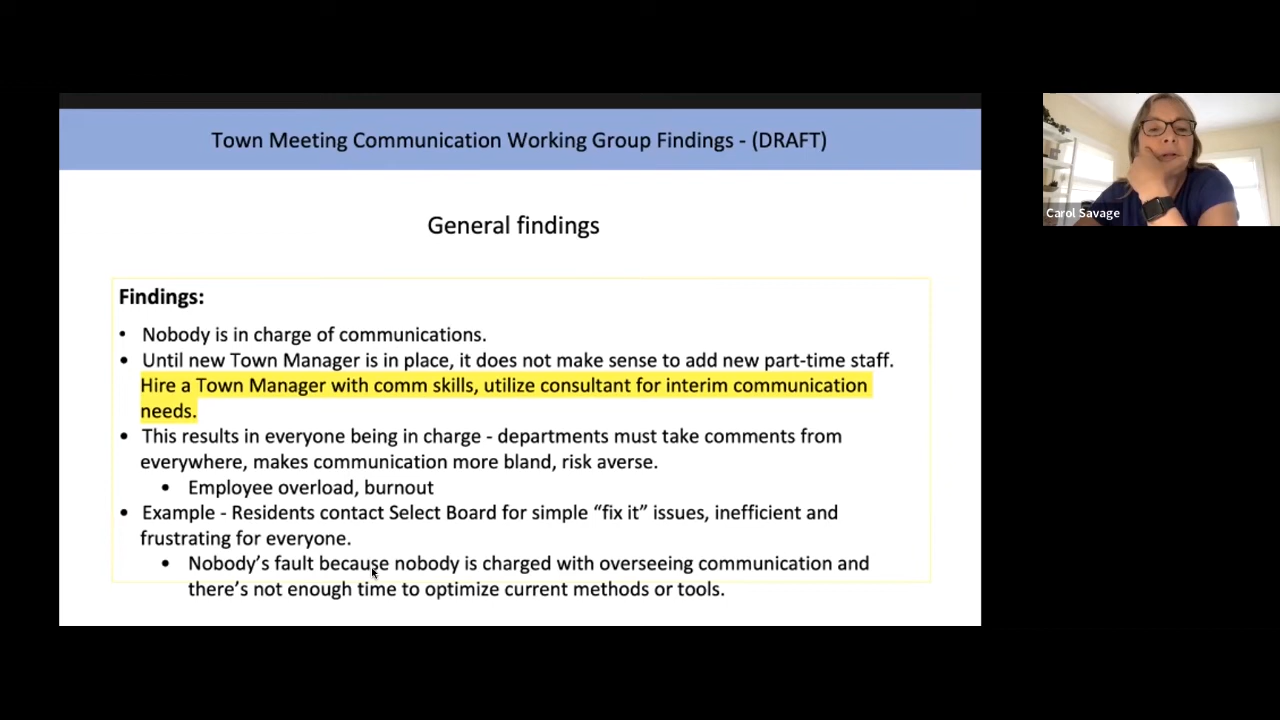 Town Meeting Communication Working Group Findings - (DRAFT)
General findings
Findings:
• Nobody is in charge of communications.
• Until new Town Manager is in place, it does not make sense to add new part-time staff.
Hire a Town Manager with comm skills, utilize consultant for interim communication
needs.
• This results in everyone being in charge - departments must take comments from
everywhere, makes communication more bland, risk averse.
• Employee overload, burnout
• Example - Residents contact Select Board for simple “fix it” issues, inefficient and
frustrating for everyone.
• Nobody’s fault because nobody is charged with overseeing communication and
there’s not enough time to optimize current methods or tools.
Carol Savage